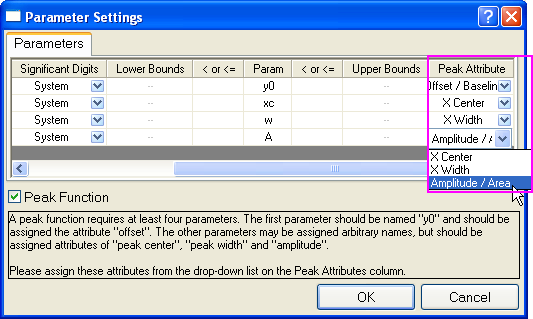 Parameter Settings
Parameters
Significant Digits Lower Bounds < or <= Param < or <= Upper Bounds Peak Attribute
System -- y0 -- Offset / Baselin
System -- xc -- X Center
System -- w -- X Width
System -- A -- Amplitude / A
X Center
X Width
Amplitude / Area
Peak Function
A peak function requires at least four parameters. The first parameter should be named "y0" and should be
assigned the attribute "offset". The other parameters may be assigned arbitrary names, but should be
assigned attributes of "peak center", "peak width" and "amplitude".
Please assign these attributes from the drop-down list on the Peak Attributes column.
OK Cancel